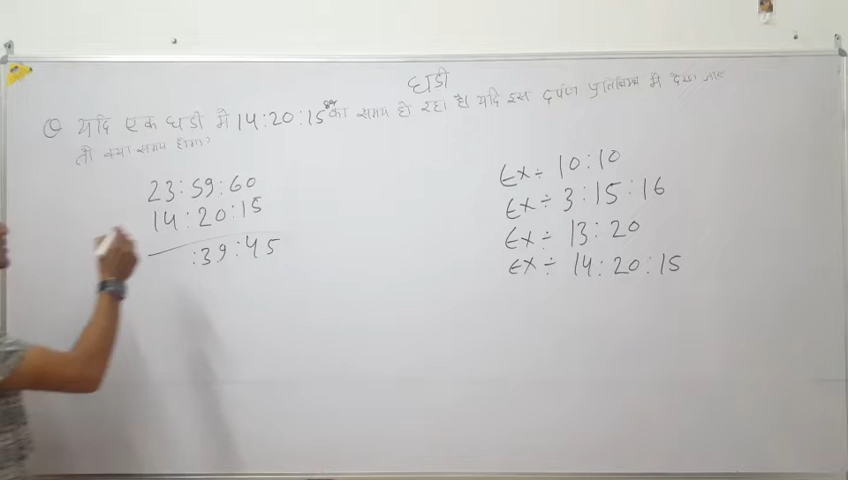 घड़ी
Q यदि एक घड़ी में 14:20:15 का समय हो रहा है। यदि इस दर्पण प्रतिबिम्ब में देखा जाए
तो क्या समय होगा?
23:59:60
14:20:15
:39:45
Ex÷ 10:10
Ex÷ 3:15:16
Ex÷ 13:20
Ex÷ 14:20:15